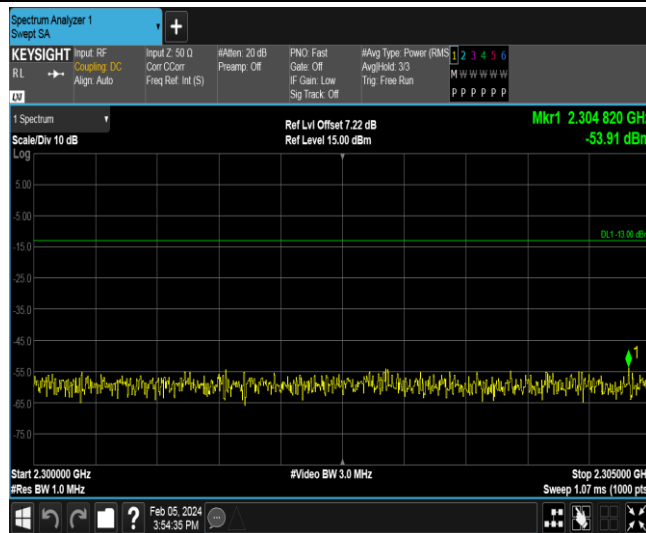 Spectrum Analyzer 1
Swept SA
+
KEYSIGHT Input: RF Input Z: 50 Ω #Atten: 20 dB PNO: Fast #Avg Type: Power (RMS 1 2 3 4 5 6
RL Coupling: DC Corr CCorr Preamp: Off Gate: Off Avg|Hold: 3/3 M W W W W W
Align: Auto Freq Ref: Int (S) IF Gain: Low Trig: Free Run
Sig Track: Off P P P P P P
1 Spectrum
Scale/Div 10 dB
Ref Lvl Offset 7.22 dB
Ref Level 15.00 dBm
Mkr1 2.304 820 GHz
-53.91 dBm
Log
5.00
-5.00
DL1 -13.00 dBm
-15.0
-25.0
-35.0
-45.0
1
-55.0
-65.0
-75.0
Start 2.300000 GHz #Video BW 3.0 MHz Stop 2.305000 GHz
#Res BW 1.0 MHz Sweep 1.07 ms (1000 pts
? Feb 05, 2024
3:54:35 PM